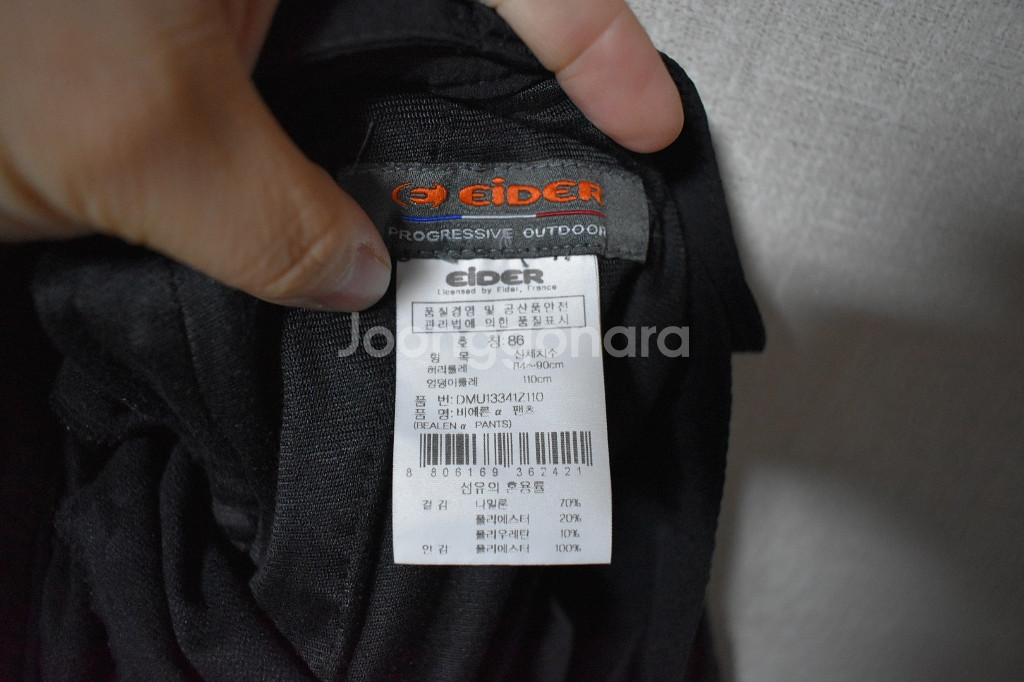 EiDER
PROGRESSIVE OUTDOOR
EiDER
Licensed by Eider, France
품질경영 및 공산품안전
관리법에 의한 품질표시
호 칭: 86
항 목 신체치수
허리둘레 84~90cm
엉덩이둘레 110cm
품 번: DMU13341Z110
품 명: 비에론 α 팬츠
(BEALEN α PANTS)
8 806169 362421
섬유의 혼용률
겉 감 나일론 70%
폴리에스터 20%
폴리우레탄 10%
안 감 폴리에스터 100%
Joonggonara